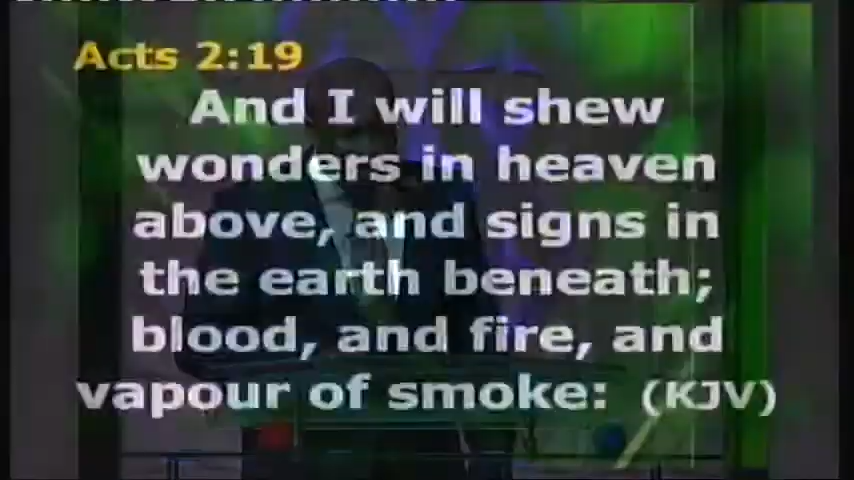 Acts 2:19
And I will shew
wonders in heaven
above, and signs in
the earth beneath;
blood, and fire, and
vapour of smoke: (KJV)